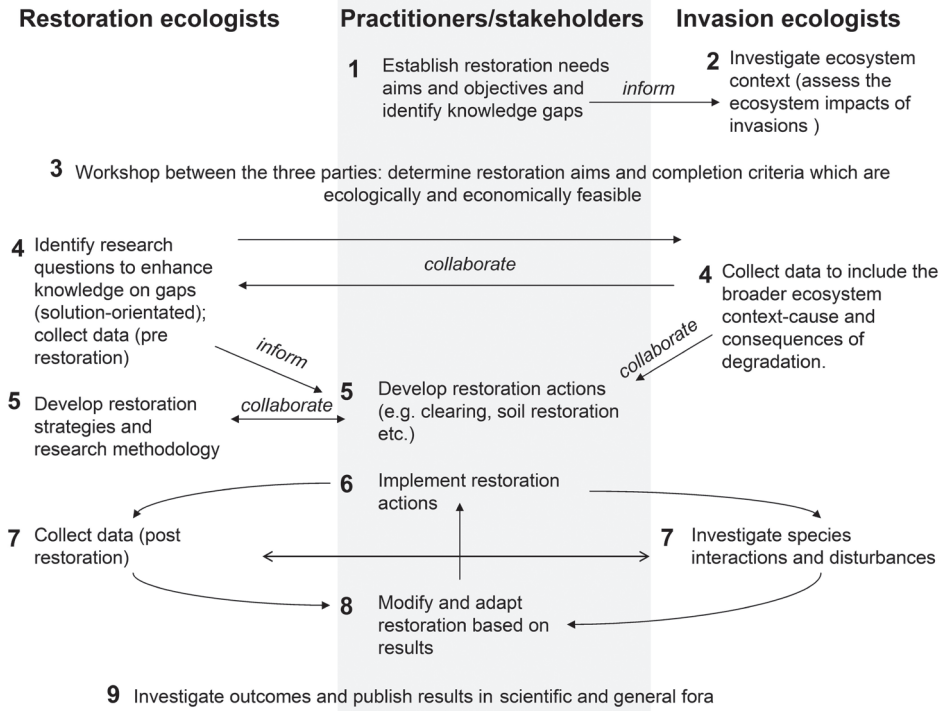 Restoration ecologists
Practitioners/stakeholders
Invasion ecologists
1 Establish restoration needs
aims and objectives and
identify knowledge gaps
inform
2 Investigate ecosystem
context (assess the
ecosystem impacts of
invasions )
3 Workshop between the three parties: determine restoration aims and completion criteria which are
ecologically and economically feasible
4 Identify research
questions to enhance
knowledge on gaps
(solution-orientated);
collect data (pre
restoration)
collaborate
4 Collect data to include the
broader ecosystem
context-cause and
consequences of
degradation.
inform
collaborate
5 Develop restoration
strategies and
research methodology
collaborate
5 Develop restoration actions
(e.g. clearing, soil restoration
etc.)
6 Implement restoration
actions
7 Collect data (post
restoration)
7 Investigate species
interactions and disturbances
8 Modify and adapt
restoration based on
results
9 Investigate outcomes and publish results in scientific and general fora